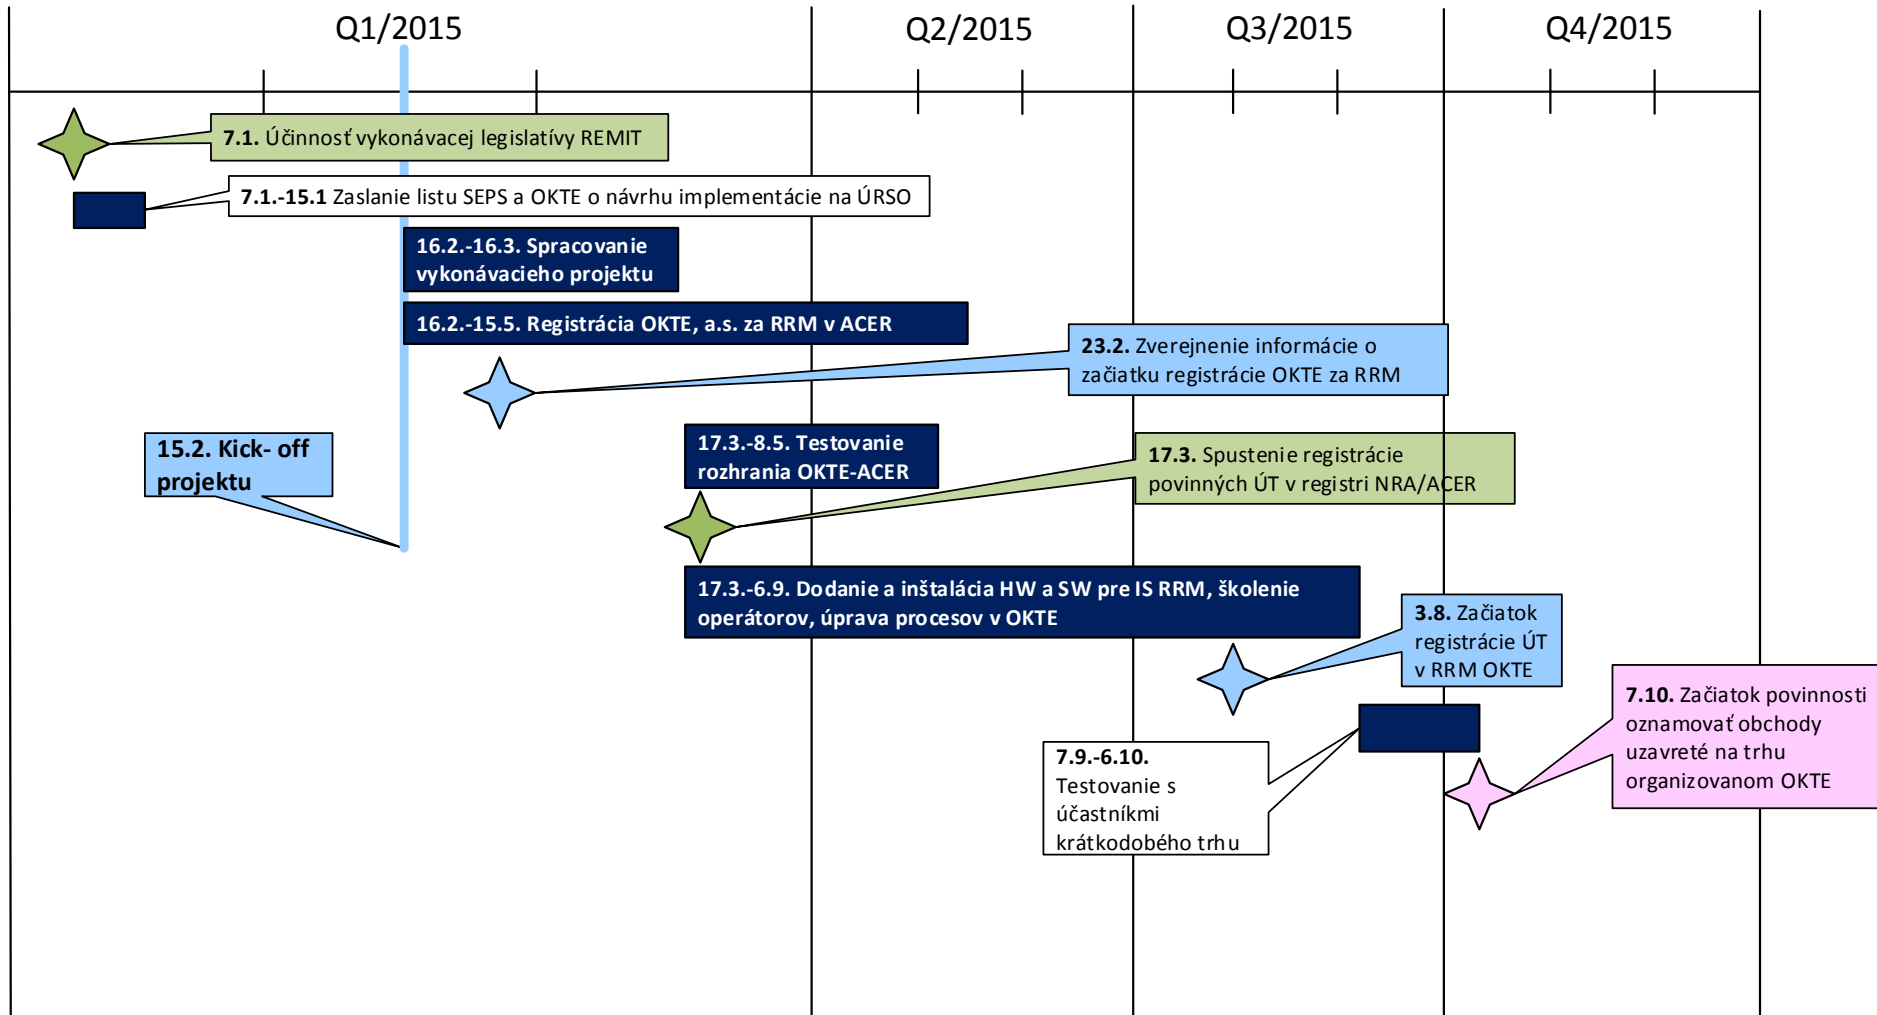 Q1/2015
Q2/2015
Q3/2015
Q4/2015
7.1. Účinnosť vykonávacej legislatívy REMIT
7.1.-15.1 Zaslanie listu SEPS a OKTE o návrhu implementácie na ÚRSO
16.2.-16.3. Spracovanie
vykonávacieho projektu
16.2.-15.5. Registrácia OKTE, a.s. za RRM v ACER
23.2. Zverejnenie informácie o
začiatku registrácie OKTE za RRM
15.2. Kick- off
projektu
17.3.-8.5. Testovanie
rozhrania OKTE-ACER
17.3. Spustenie registrácie
povinných ÚT v registri NRA/ACER
17.3.-6.9. Dodanie a inštalácia HW a SW pre IS RRM, školenie
operátorov, úprava procesov v OKTE
3.8. Začiatok
registrácie ÚT
v RRM OKTE
7.10. Začiatok povinnosti
oznamovať obchody
uzavreté na trhu
organizovanom OKTE
7.9.-6.10.
Testovanie s
účastníkmi
krátkodobého trhu